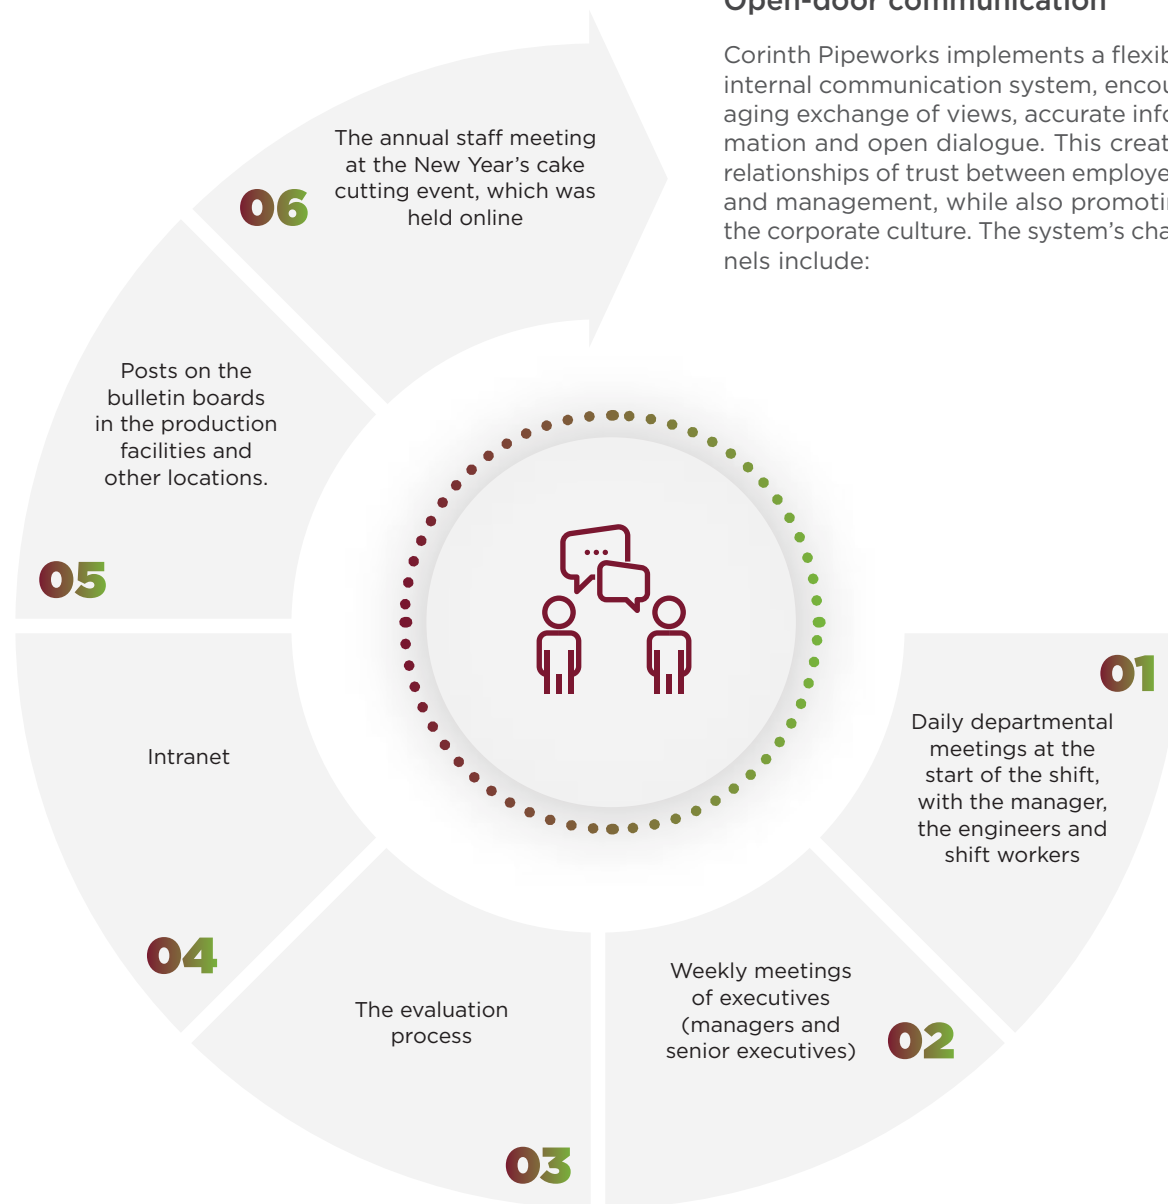 Open-door communication
Corinth Pipeworks implements a flexib
internal communication system, encou
aging exchange of views, accurate info
mation and open dialogue. This creat
relationships of trust between employe
and management, while also promotin
the corporate culture. The system's cha
nels include:
01
Daily departmental
meetings at the
start of the shift,
with the manager,
the engineers and
shift workers
02
Weekly meetings
of executives
(managers and
senior executives)
03
The evaluation
process
04
Intranet
05
Posts on the
bulletin boards
in the production
facilities and
other locations.
06
The annual staff meeting
at the New Year's cake
cutting event, which was
held online